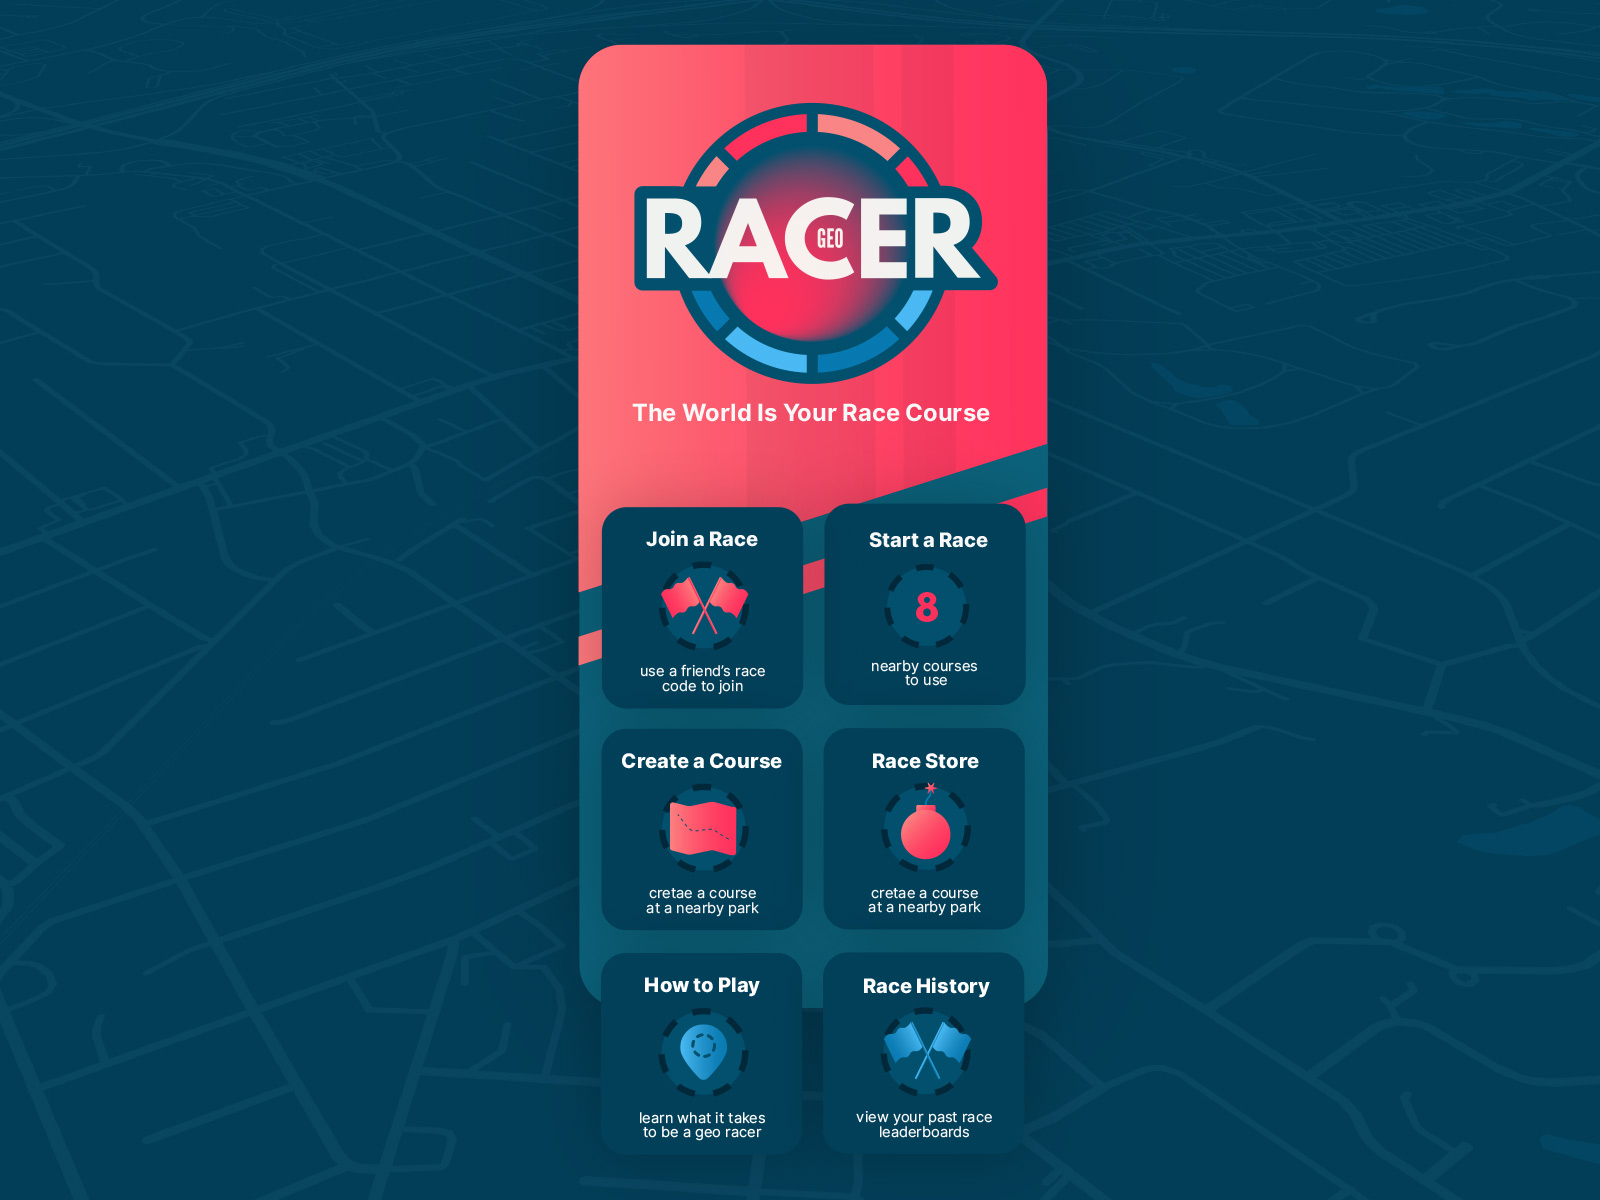 RACER
GEO
The World Is Your Race Course
Join a Race
use a friend's race
code to join
Start a Race
8
nearby courses
to use
Create a Course
cretae a course
at a nearby park
Race Store
cretae a course
at a nearby park
How to Play
learn what it takes
to be a geo racer
Race History
view your past race
leaderboards